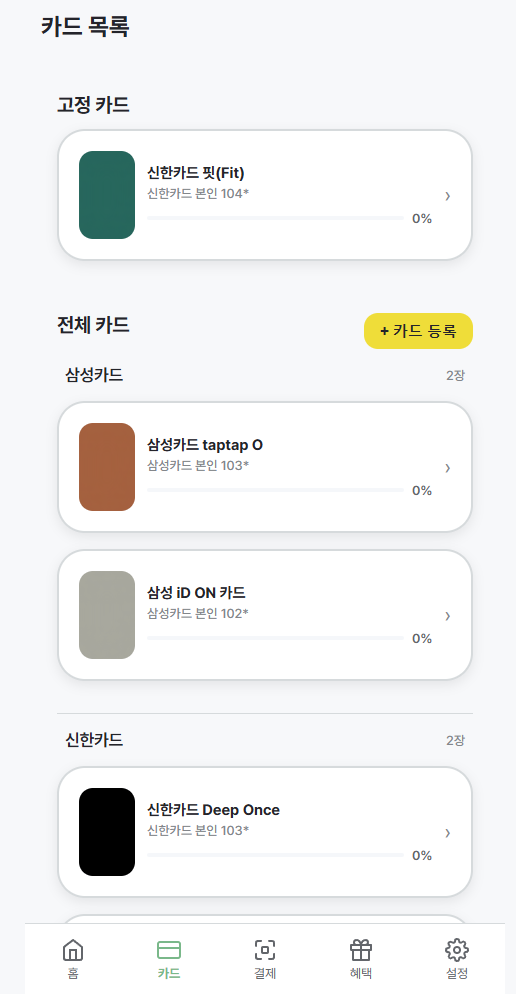 카드 목록
고정 카드
신한카드 핏(Fit)
신한카드 본인 104*
0%
전체 카드
+ 카드 등록
삼성카드
2장
삼성카드 taptap O
삼성카드 본인 103*
0%
삼성 iD ON 카드
삼성카드 본인 102*
0%
신한카드
2장
신한카드 Deep Once
신한카드 본인 103*
0%
홈 카드 결제 혜택 설정